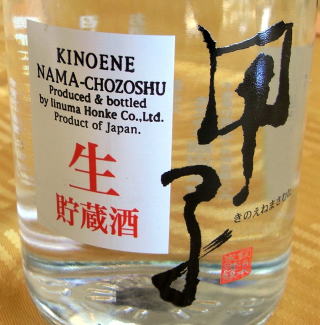 KINOENE
NAMA-CHOZOSHU
Produced & bottled
by Iinuma Honke Co.,Ltd.
Product of Japan.
生
貯蔵酒
甲子
きのえねまさむね